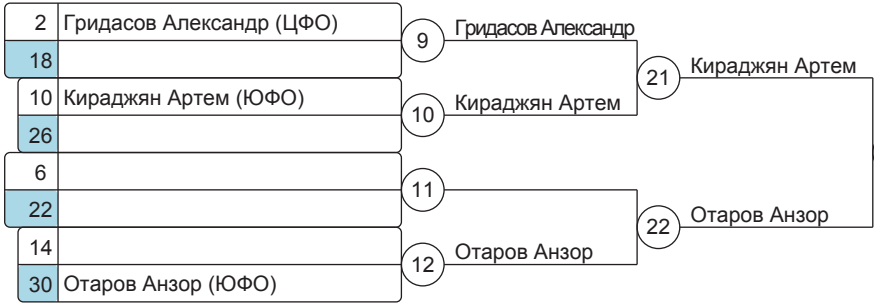 2 Гридасов Александр (ЦФО)
18
9 Гридасов Александр
10 Кираджян Артем (ЮФО)
26
10 Кираджян Артем
21 Кираджян Артем
6
22
11
14
30 Отаров Анзор (ЮФО)
12 Отаров Анзор
22 Отаров Анзор